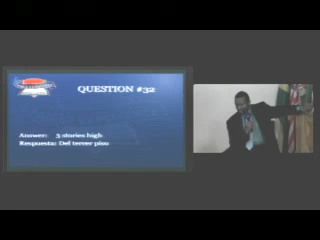 QUESTION #32
Answer: 3 stories high
Respuesta: Del tercer piso